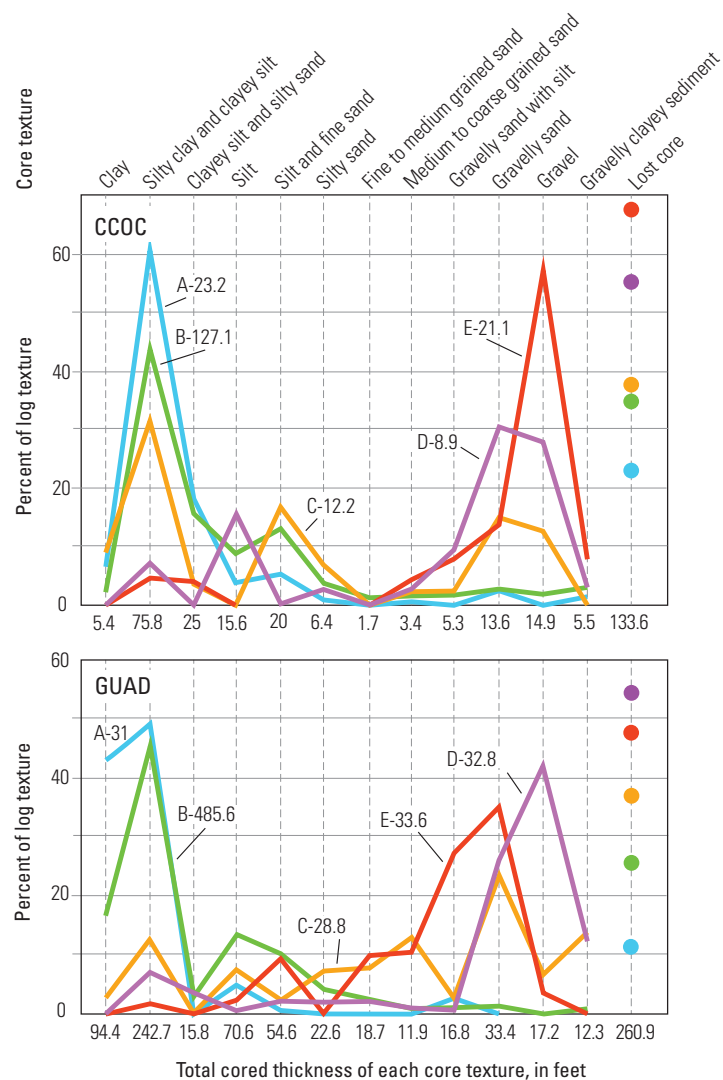 Core texture
Clay
Silty clay and clayey silt
Clayey silt and silty sand
Silt
Silt and fine sand
Silty sand
Fine to medium grained sand
Medium to coarse grained sand
Gravelly sand with silt
Gravelly sand
Gravel
Gravelly clayey sediment
Lost core
CCOC
Percent of log texture
60
40
20
0
A-23.2
B-127.1
C-12.2
D-8.9
E-21.1
5.4 75.8 25 15.6 20 6.4 1.7 3.4 5.3 13.6 14.9 5.5 133.6
GUAD
Percent of log texture
60
40
20
0
A-31
B-485.6
C-28.8
E-33.6
D-32.8
94.4 242.7 15.8 70.6 54.6 22.6 18.7 11.9 16.8 33.4 17.2 12.3 260.9
Total cored thickness of each core texture, in feet